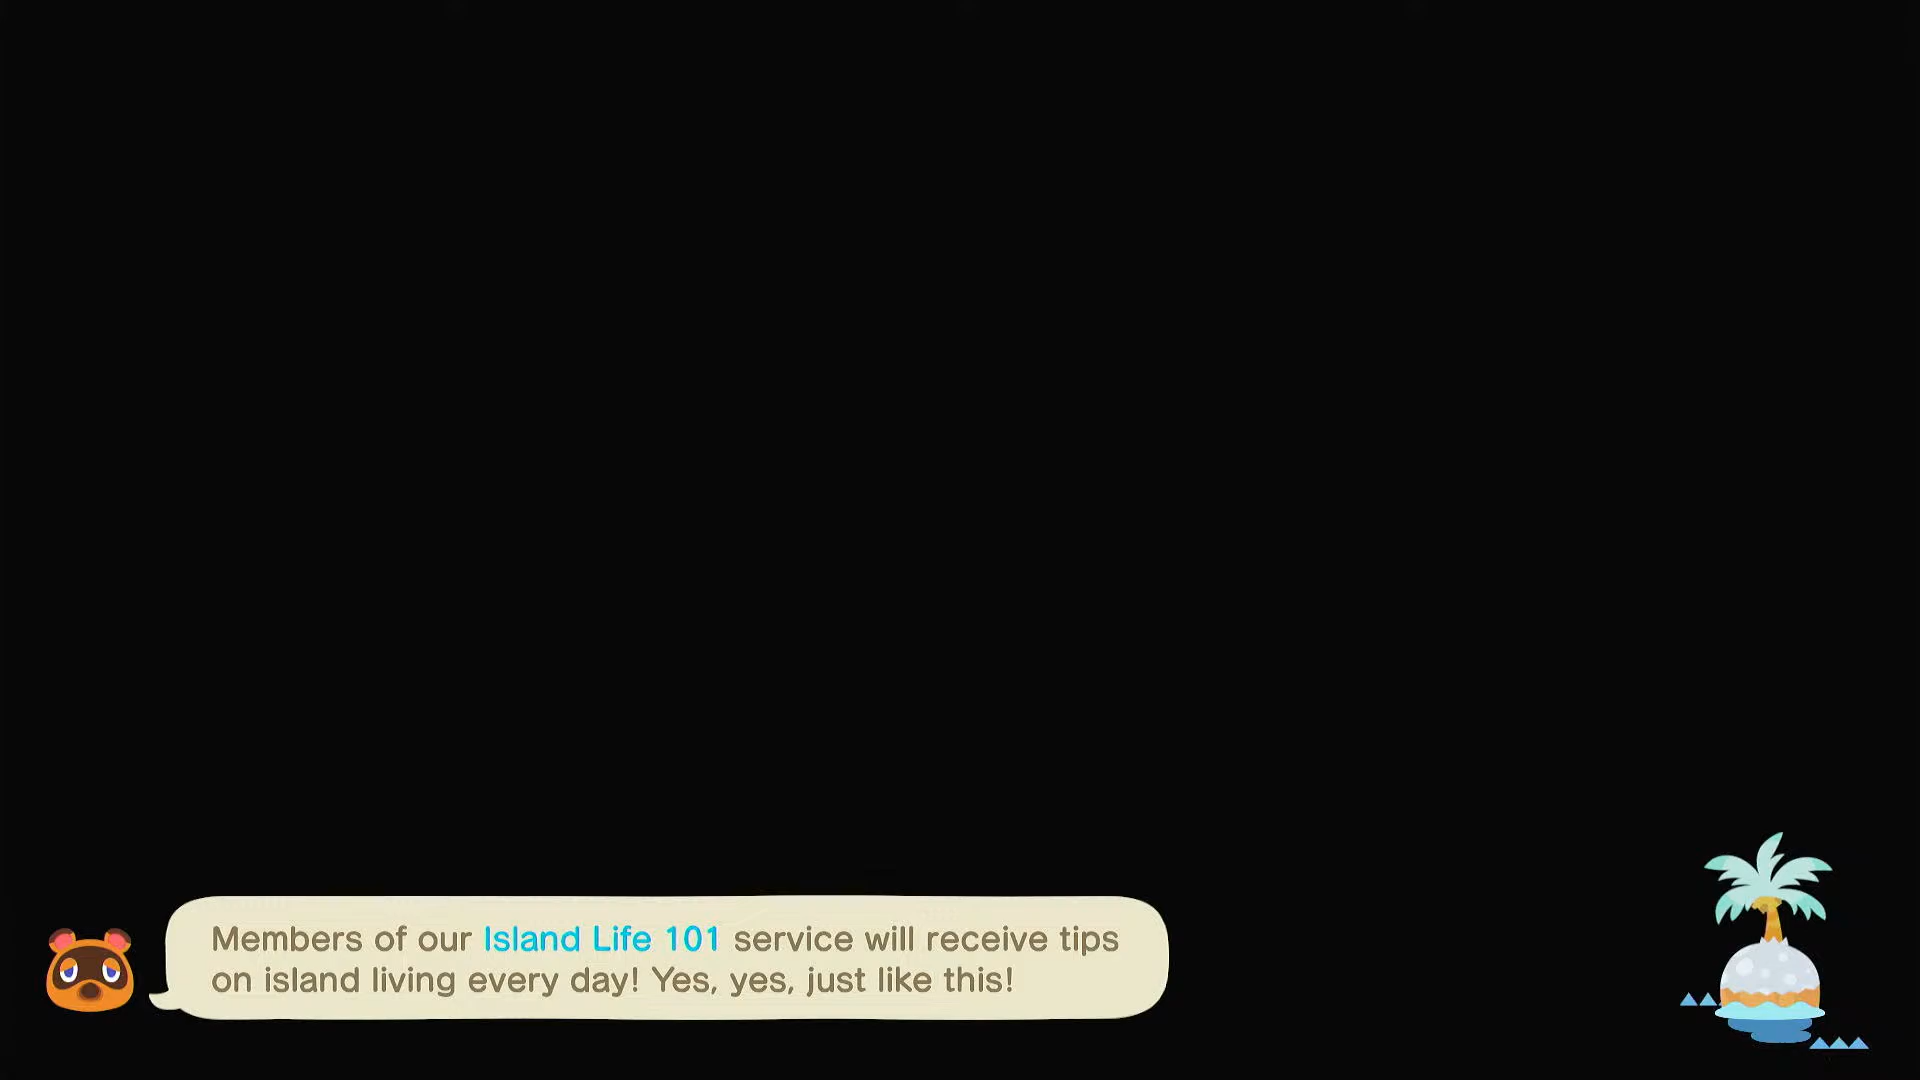 Members of our Island Life 101 service will receive tips
on island living every day! Yes, yes, just like this!